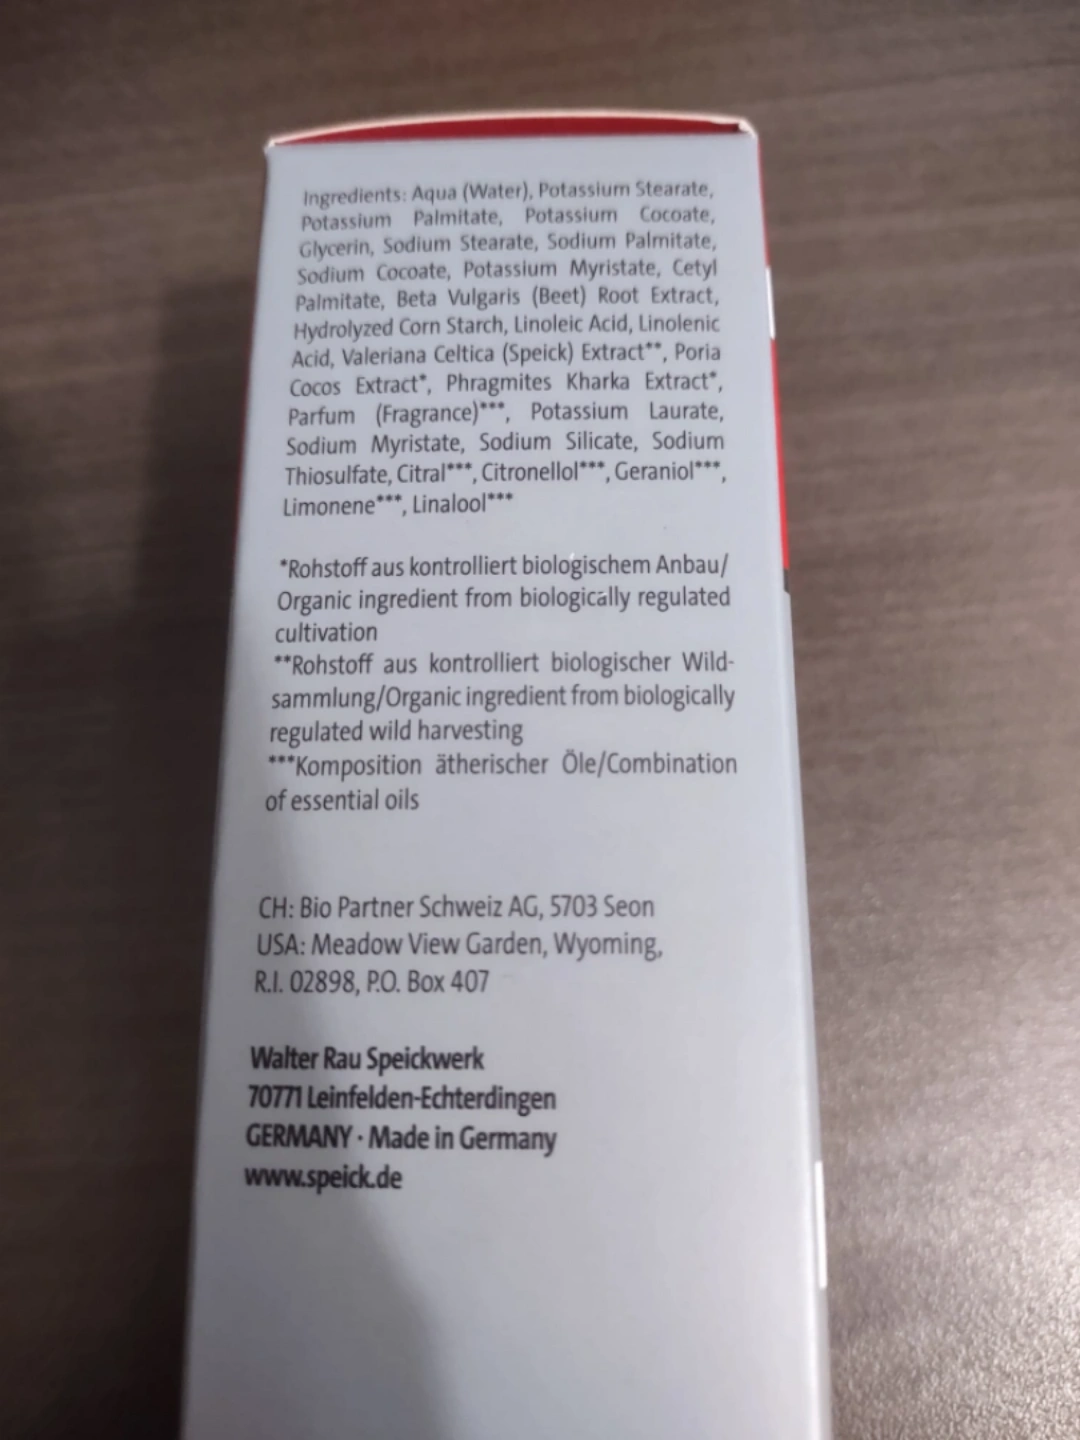 Ingredients: Aqua (Water), Potassium Stearate,
Potassium Palmitate, Potassium Cocoate,
Glycerin, Sodium Stearate, Sodium Palmitate,
Sodium Cocoate, Potassium Myristate, Cetyl
Palmitate, Beta Vulgaris (Beet) Root Extract,
Hydrolyzed Corn Starch, Linoleic Acid, Linolenic
Acid, Valeriana Celtica (Speick) Extract**, Poria
Cocos Extract*, Phragmites Kharka Extract*,
Parfum (Fragrance)***, Potassium Laurate,
Sodium Myristate, Sodium Silicate, Sodium
Thiosulfate, Citral***, Citronellol***, Geraniol***,
Limonene***, Linalool***
*Rohstoff aus kontrolliert biologischem Anbau/
Organic ingredient from biologically regulated
cultivation
**Rohstoff aus kontrolliert biologischer Wild-
sammlung/Organic ingredient from biologically
regulated wild harvesting
***Komposition ätherischer Öle/Combination
of essential oils
CH: Bio Partner Schweiz AG, 5703 Seon
USA: Meadow View Garden, Wyoming,
R.I. 02898, P.O. Box 407
Walter Rau Speickwerk
70771 Leinfelden-Echterdingen
GERMANY · Made in Germany
www.speick.de